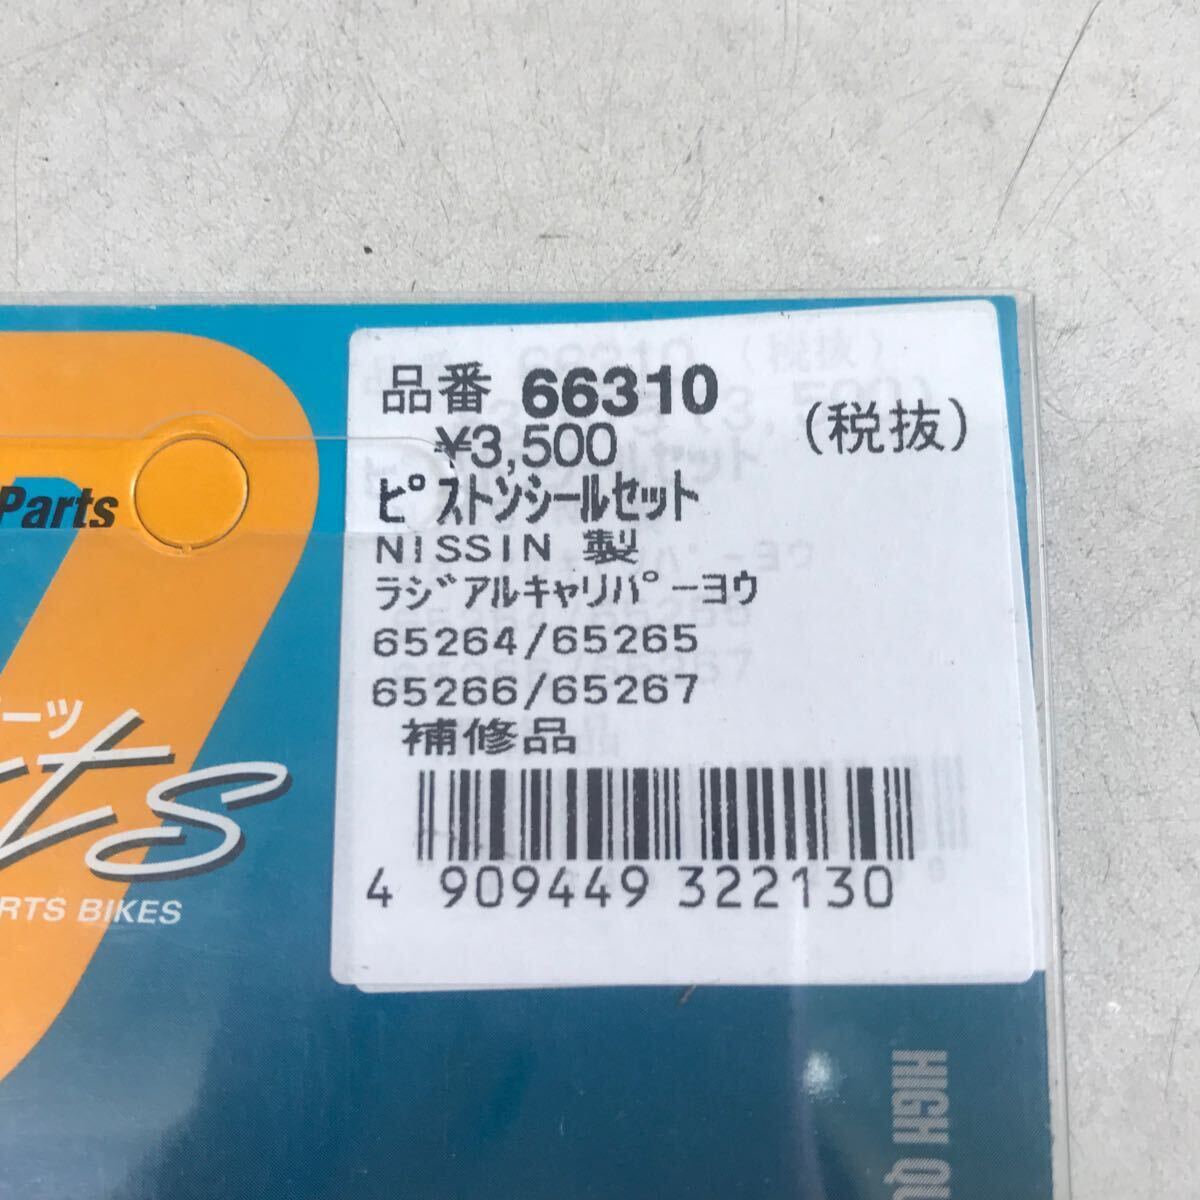 品番 66310
¥3,500 (税抜)
ピストンシールセット
NISSIN 製
ラジアルキャリパーヨウ
65264/65265
65266/65267
補修品
4 909449 322130
Parts
ーツ
ts
RTS BIKES
HIGH QU